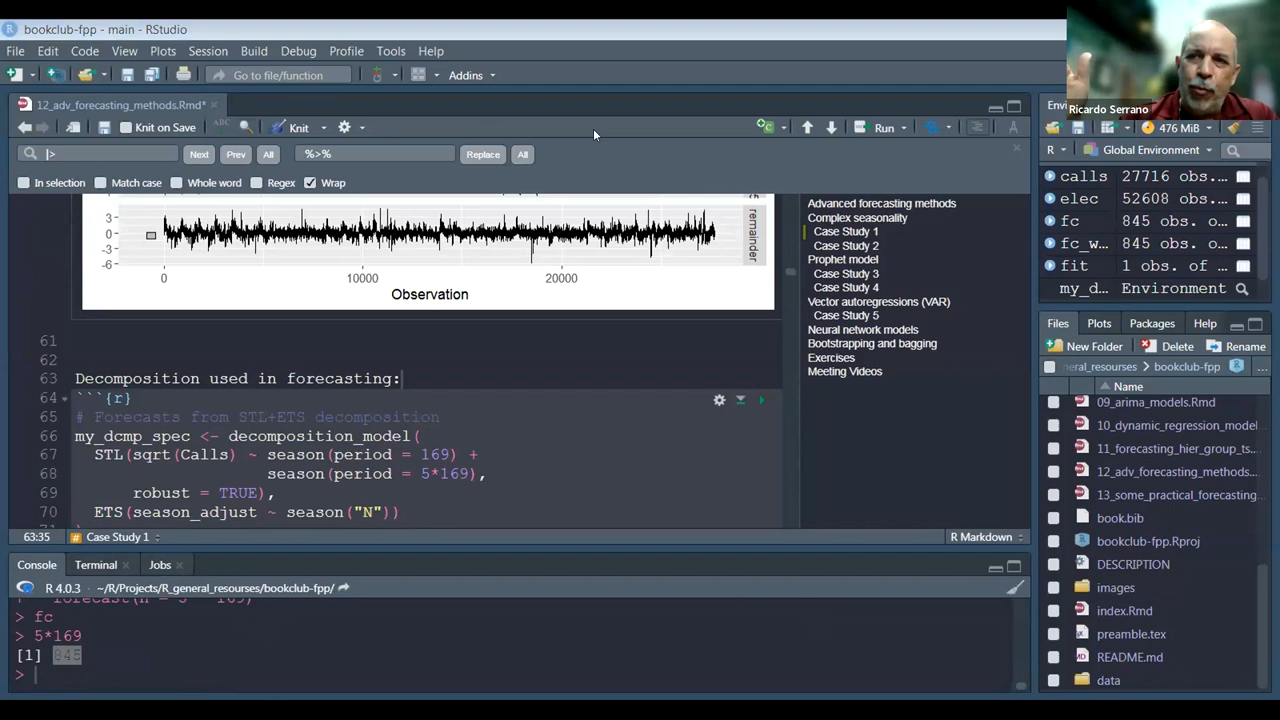 bookclub-fpp - main - RStudio
File Edit Code View Plots Session Build Debug Profile Tools Help
Go to file/function Addins
Ricardo Serrano
12_adv_forecasting_methods.Rmd*
Knit on Save ABC Knit Run
|> Next Prev All %>% Replace All
In selection Match case Whole word Regex Wrap
3
0
-3
-6
remainder
0 10000 20000
Observation
61
62
63 Decomposition used in forecasting:
64 ```{r}
65 # Forecasts from STL+ETS decomposition
66 my_dcmp_spec <- decomposition_model(
67 STL(sqrt(Calls) ~ season(period = 169) +
68 season(period = 5*169),
69 robust = TRUE),
70 ETS(season_adjust ~ season("N"))
63:35 Case Study 1 R Markdown
Advanced forecasting methods
Complex seasonality
Case Study 1
Case Study 2
Prophet model
Case Study 3
Case Study 4
Vector autoregressions (VAR)
Case Study 5
Neural network models
Bootstrapping and bagging
Exercises
Meeting Videos
Console Terminal Jobs
R 4.0.3 · ~/R/Projects/R_general_resourses/bookclub-fpp/
> fc
> 5*169
[1] 845
>
476 MiB
R Global Environment
calls 27716 obs....
elec 52608 obs....
fc 845 obs. of ...
fc_w... 845 obs. of ...
fit 1 obs. of ...
my_d... Environment
Files Plots Packages Help
New Folder Delete Rename
neral_resourses > bookclub-fpp ...
Name
09_arima_models.Rmd
10_dynamic_regression_model
11_forecasting_hier_group_ts...
12_adv_forecasting_methods...
13_some_practical_forecasting
book.bib
bookclub-fpp.Rproj
DESCRIPTION
images
index.Rmd
preamble.tex
README.md
data